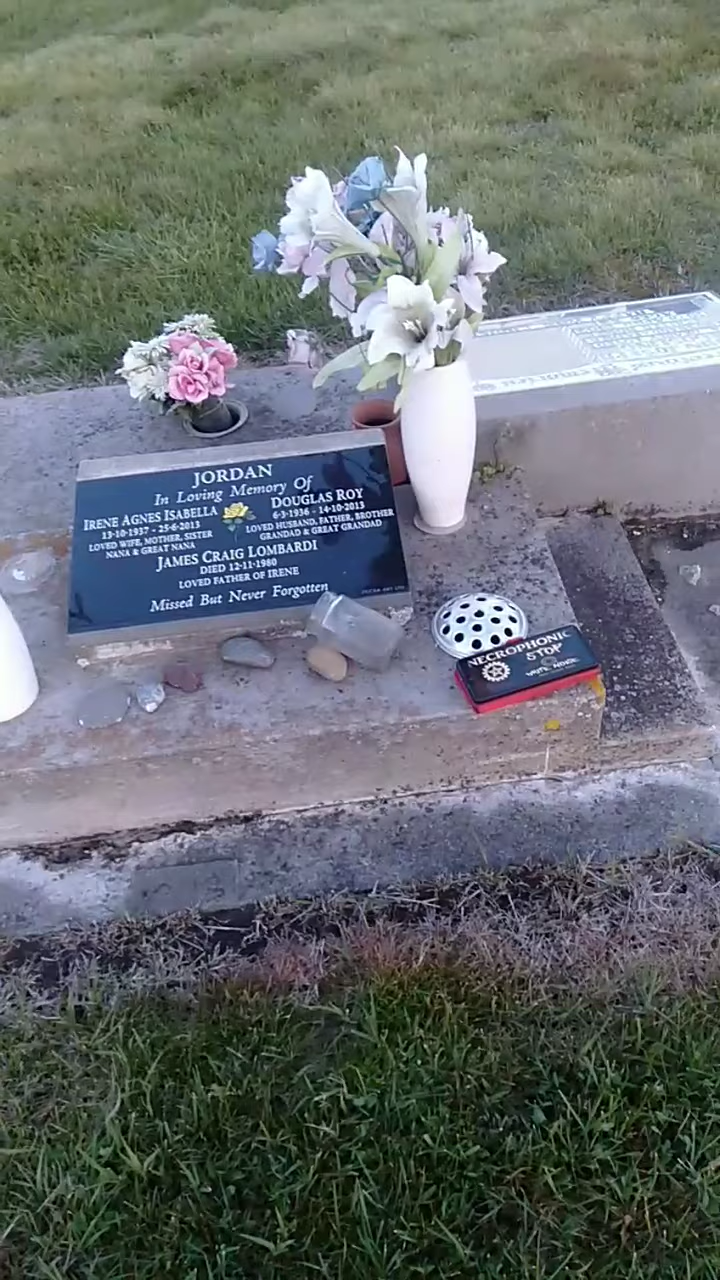 JORDAN
In Loving Memory Of
IRENE AGNES ISABELLA
13-10-1937 - 25-6-2013
LOVED WIFE, MOTHER, SISTER
NANA & GREAT NANA
DOUGLAS ROY
6-3-1936 - 14-10-2013
LOVED HUSBAND, FATHER, BROTHER
GRANDAD & GREAT GRANDAD
JAMES CRAIG LOMBARDI
DIED 12-11-1980
LOVED FATHER OF IRENE
Missed But Never Forgotten
NECROPHONIC
STOP